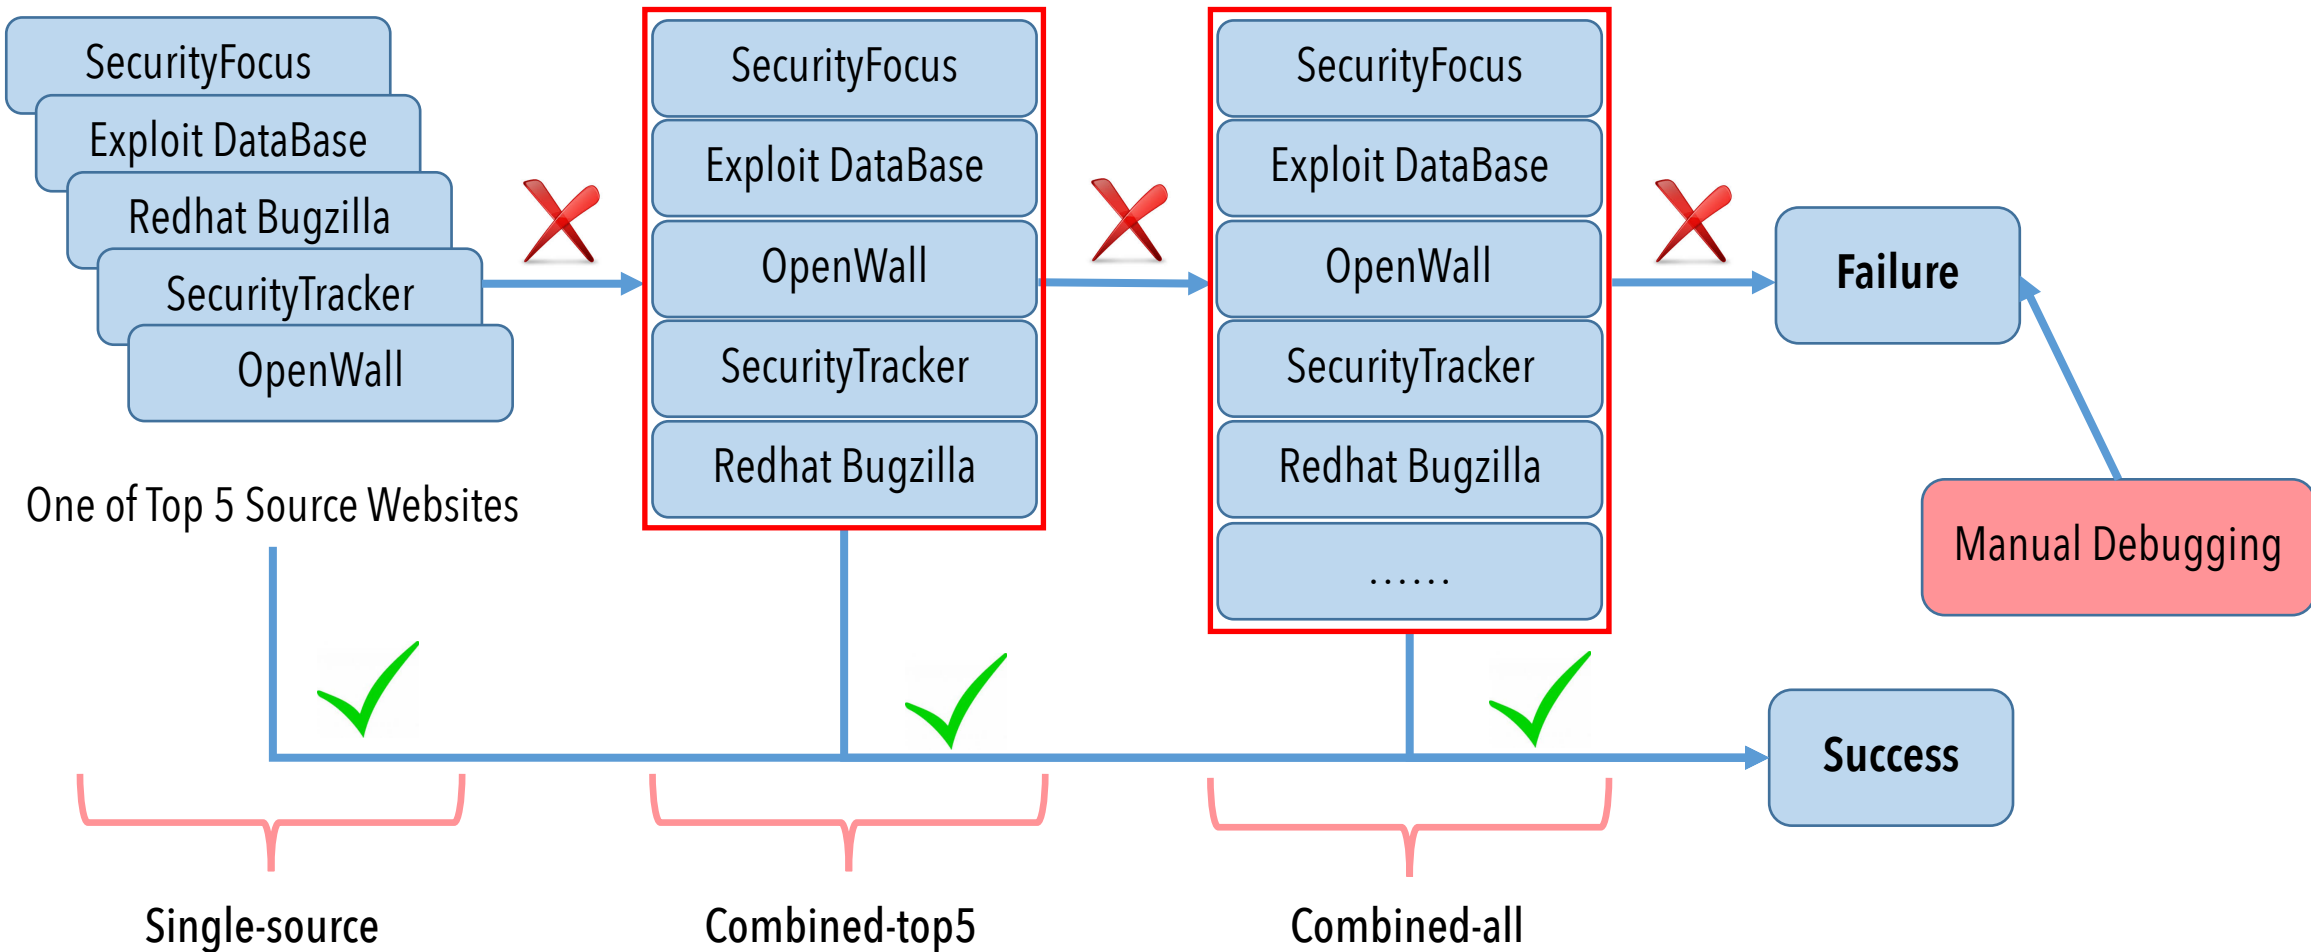 SecurityFocus
Exploit DataBase
Redhat Bugzilla
SecurityTracker
OpenWall
One of Top 5 Source Websites
SecurityFocus
Exploit DataBase
OpenWall
SecurityTracker
Redhat Bugzilla
SecurityFocus
Exploit DataBase
OpenWall
SecurityTracker
Redhat Bugzilla
......
Failure
Manual Debugging
Success
Single-source
Combined-top5
Combined-all